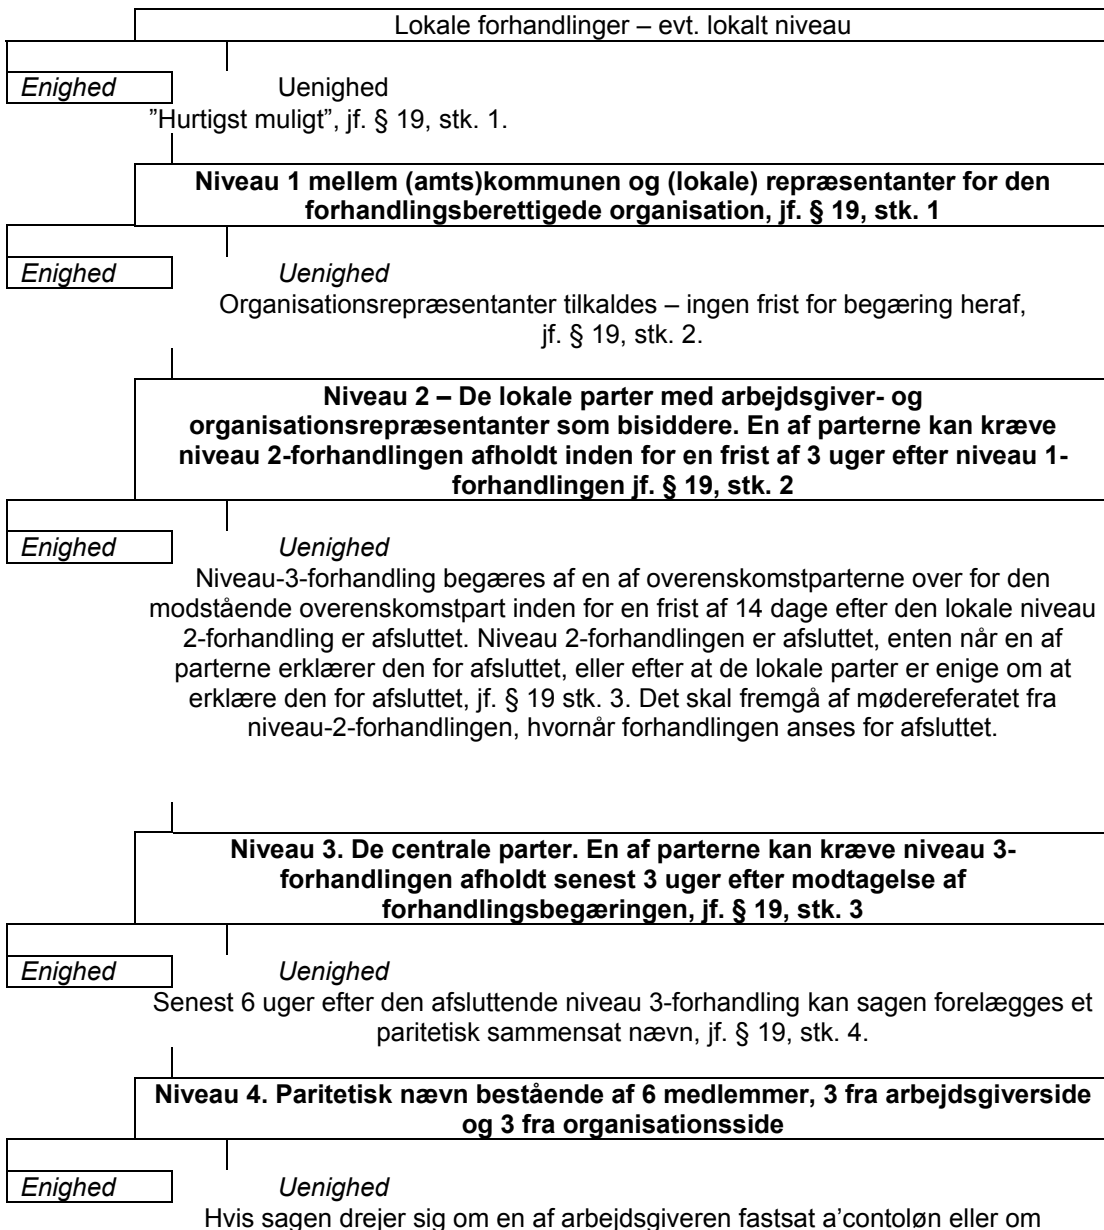 Lokale forhandlinger – evt. lokalt niveau
Enighed Uenighed
”Hurtigst muligt”, jf. § 19, stk. 1.
Niveau 1 mellem (amts)kommunen og (lokale) repræsentanter for den
forhandlingsberettigede organisation, jf. § 19, stk. 1
Enighed Uenighed
Organisationsrepræsentanter tilkaldes – ingen frist for begæring heraf,
jf. § 19, stk. 2.
Niveau 2 – De lokale parter med arbejdsgiver- og
organisationsrepræsentanter som bisiddere. En af parterne kan kræve
niveau 2-forhandlingen afholdt inden for en frist af 3 uger efter niveau 1-
forhandlingen jf. § 19, stk. 2
Enighed Uenighed
Niveau-3-forhandling begæres af en af overenskomstparterne over for den
modstående overenskomstpart inden for en frist af 14 dage efter den lokale niveau
2-forhandling er afsluttet. Niveau 2-forhandlingen er afsluttet, enten når en af
parterne erklærer den for afsluttet, eller efter at de lokale parter er enige om at
erklære den for afsluttet, jf. § 19 stk. 3. Det skal fremgå af mødereferatet fra
niveau-2-forhandlingen, hvornår forhandlingen anses for afsluttet.
Niveau 3. De centrale parter. En af parterne kan kræve niveau 3-
forhandlingen afholdt senest 3 uger efter modtagelse af
forhandlingsbegæringen, jf. § 19, stk. 3
Enighed Uenighed
Senest 6 uger efter den afsluttende niveau 3-forhandling kan sagen forelægges et
paritetisk sammensat nævn, jf. § 19, stk. 4.
Niveau 4. Paritetisk nævn bestående af 6 medlemmer, 3 fra arbejdsgiverside
og 3 fra organisationsside
Enighed Uenighed
Hvis sagen drejer sig om en af arbejdsgiveren fastsat a’contoløn eller om